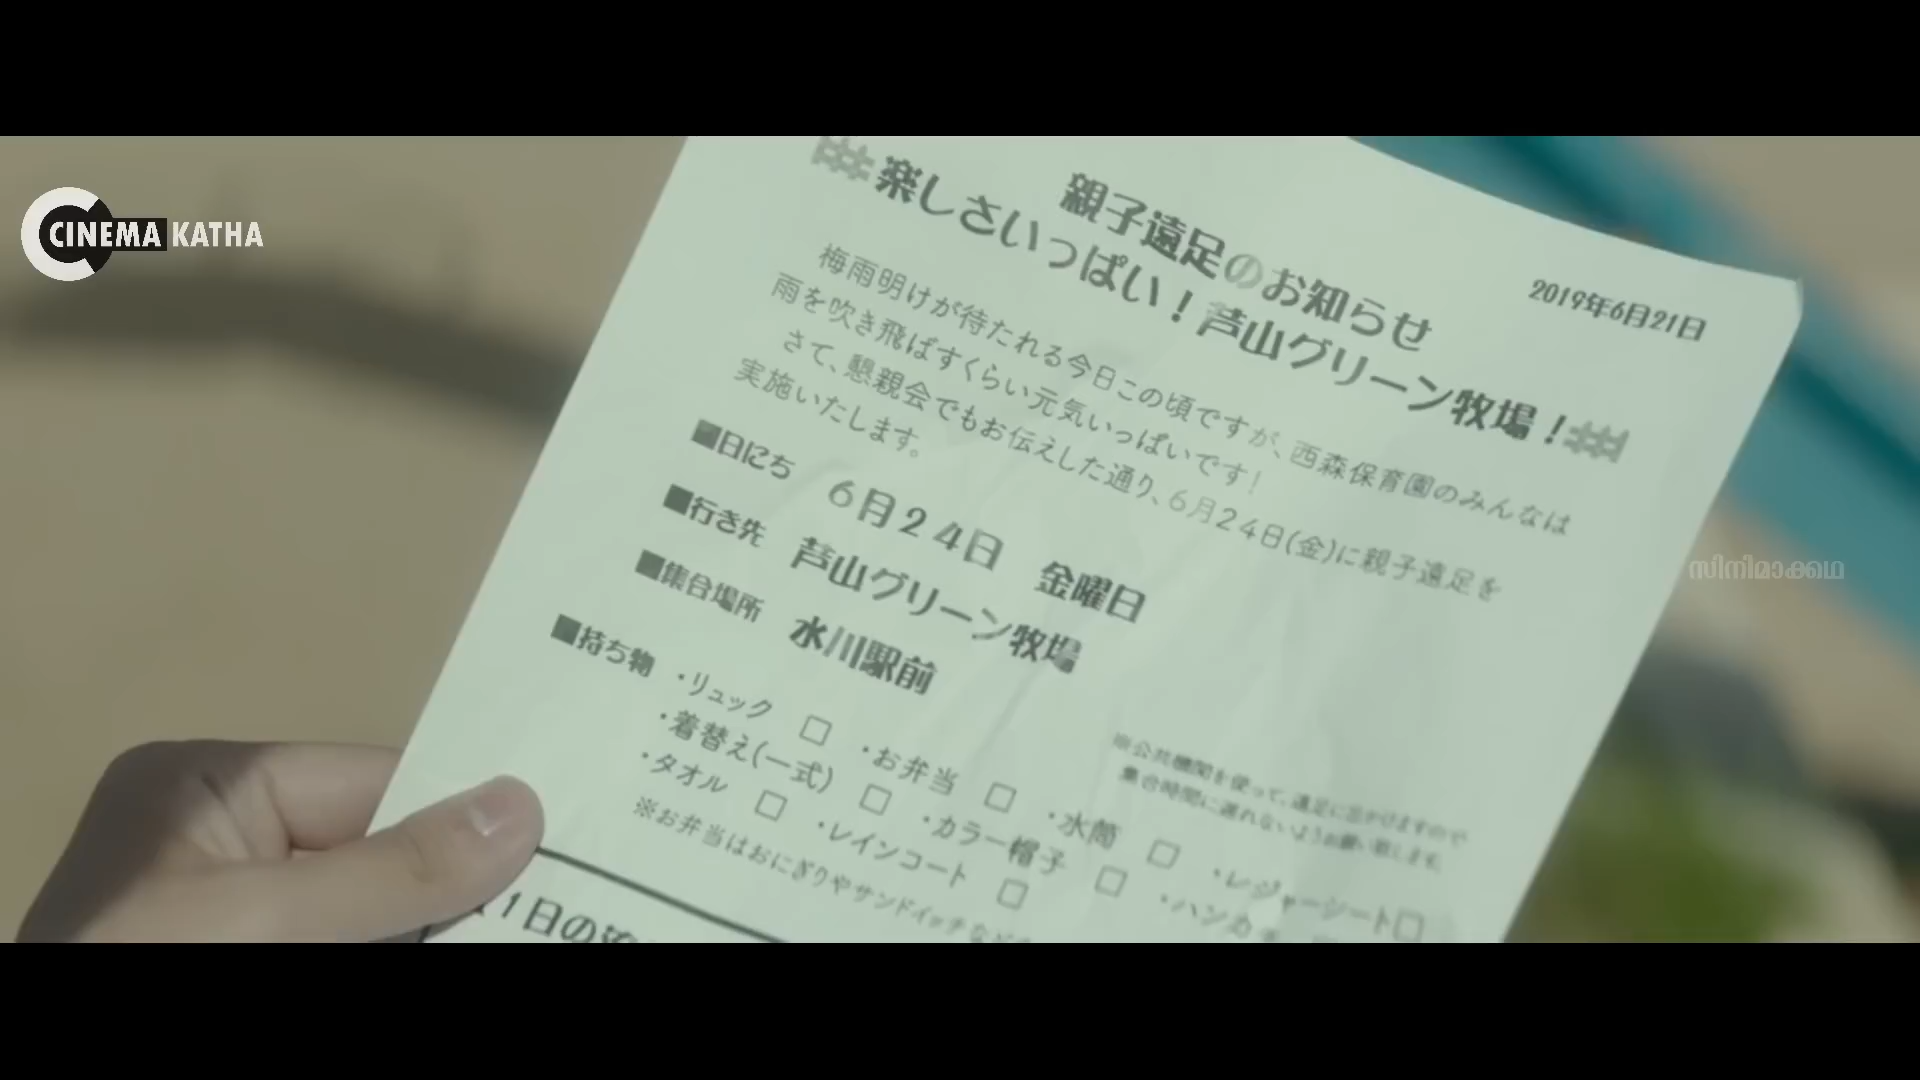 CINEMA KATHA
2019年6月21日
親子遠足のお知らせ
楽しさいっぱい！芦山グリーン牧場！
梅雨明けが待たれる今日この頃ですが、西森保育園のみんなは
雨を吹き飛ばすくらい元気いっぱいです！
さて、懇親会でもお伝えした通り、6月24日(金)に親子遠足を
実施いたします。
■日にち 6月24日 金曜日
■行き先 芦山グリーン牧場
■集合場所 水川駅前
■持ち物 ・リュック □ ・お弁当 □ ・水筒 □ ・レジャーシート□
・着替え(一式) □ ・カラー帽子 □ ・ハンカチ
・タオル □ ・レインコート □
※お弁当はおにぎりやサンドイッチなど
※公共機関を使って、遠足に出かけますので
集合時間に遅れないようお願い致します。
1日の
സിനിമാക്കഥ